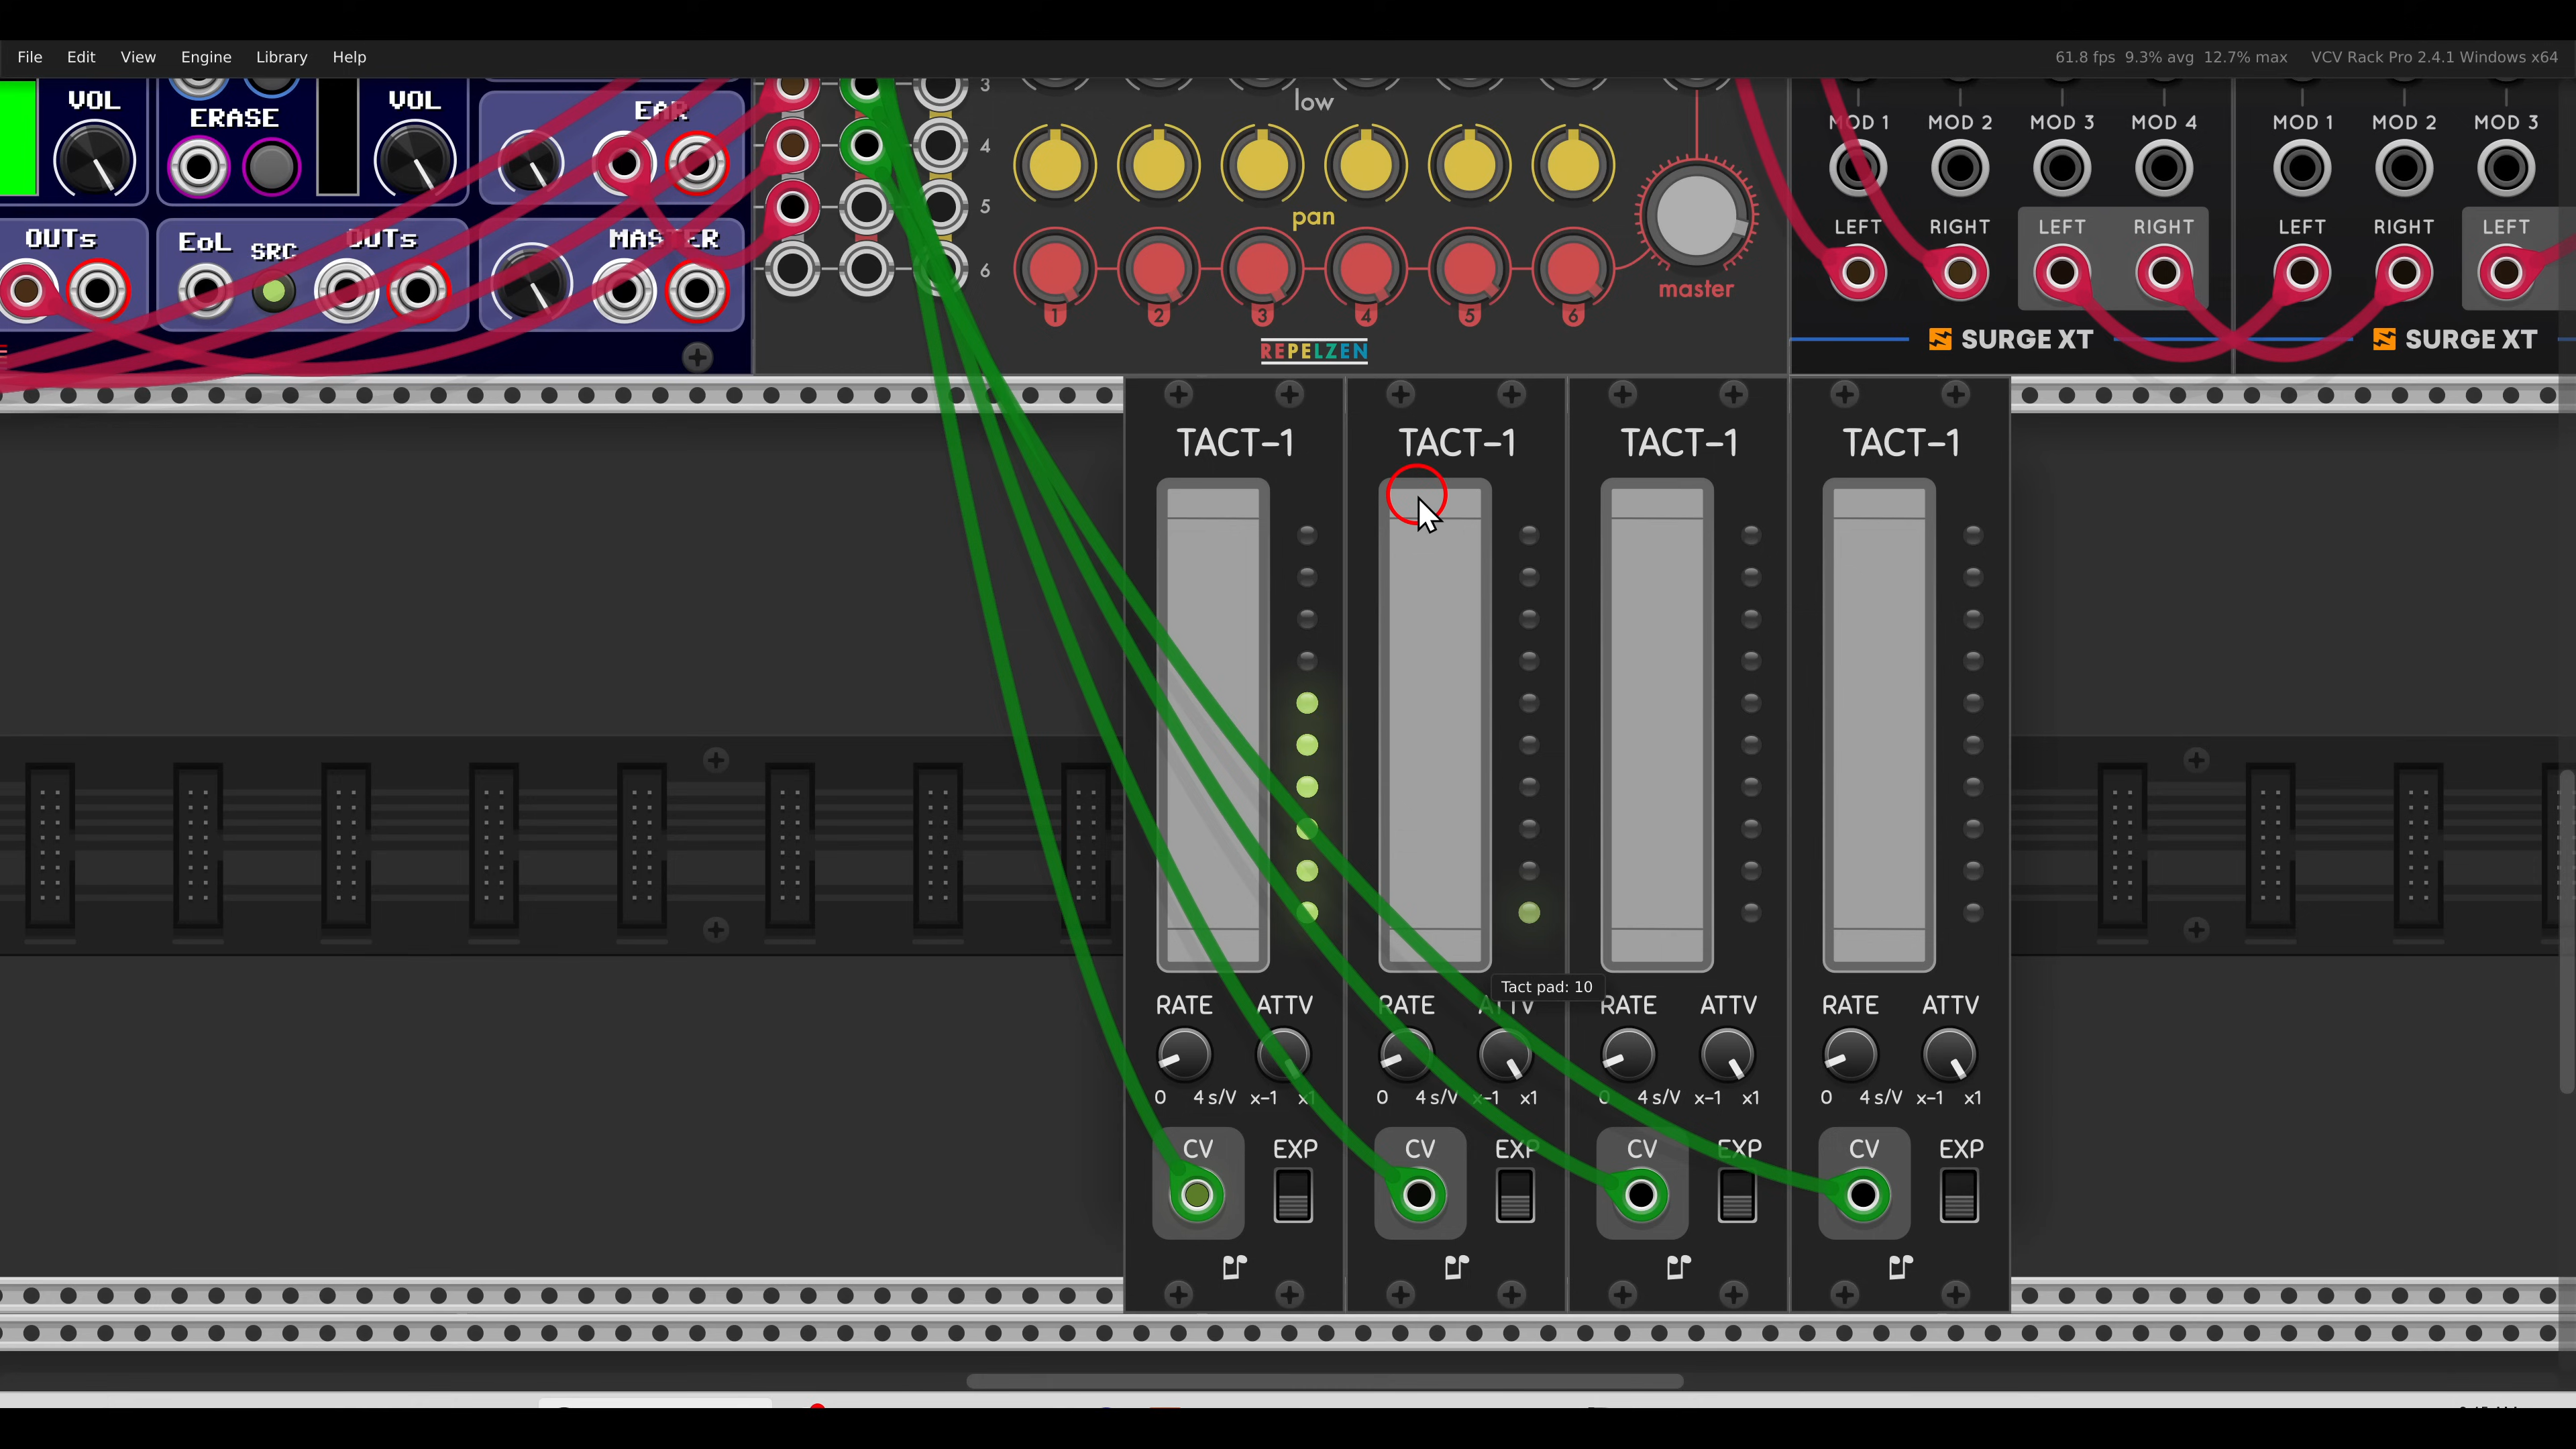 File Edit View Engine Library Help
61.8 fps 9.3% avg 12.7% max VCV Rack Pro 2.4.1 Windows x64
VOL ERASE VOL EAR
3
low
4
MOD 1 MOD 2 MOD 3 MOD 4 MOD 1 MOD 2 MOD 3
5
pan
LEFT RIGHT LEFT RIGHT LEFT RIGHT LEFT
OUTs EoL SRC OUTs MASTER
6
master
1 2 3 4 5 6
REPELZEN
SURGE XT SURGE XT
TACT-1 TACT-1 TACT-1 TACT-1
Tact pad: 10
RATE ATTV RATE ATTV RATE ATTV RATE ATTV
0 4 s/V x-1 x1 0 4 s/V x-1 x1 0 4 s/V x-1 x1 0 4 s/V x-1 x1
CV EXP CV EXP CV EXP CV EXP